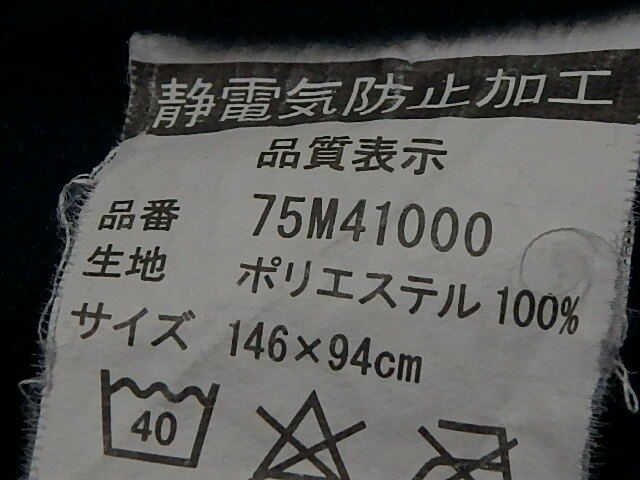 静電気防止加工
品質表示
品番 75M41000
生地 ポリエステル 100%
サイズ 146×94cm
40